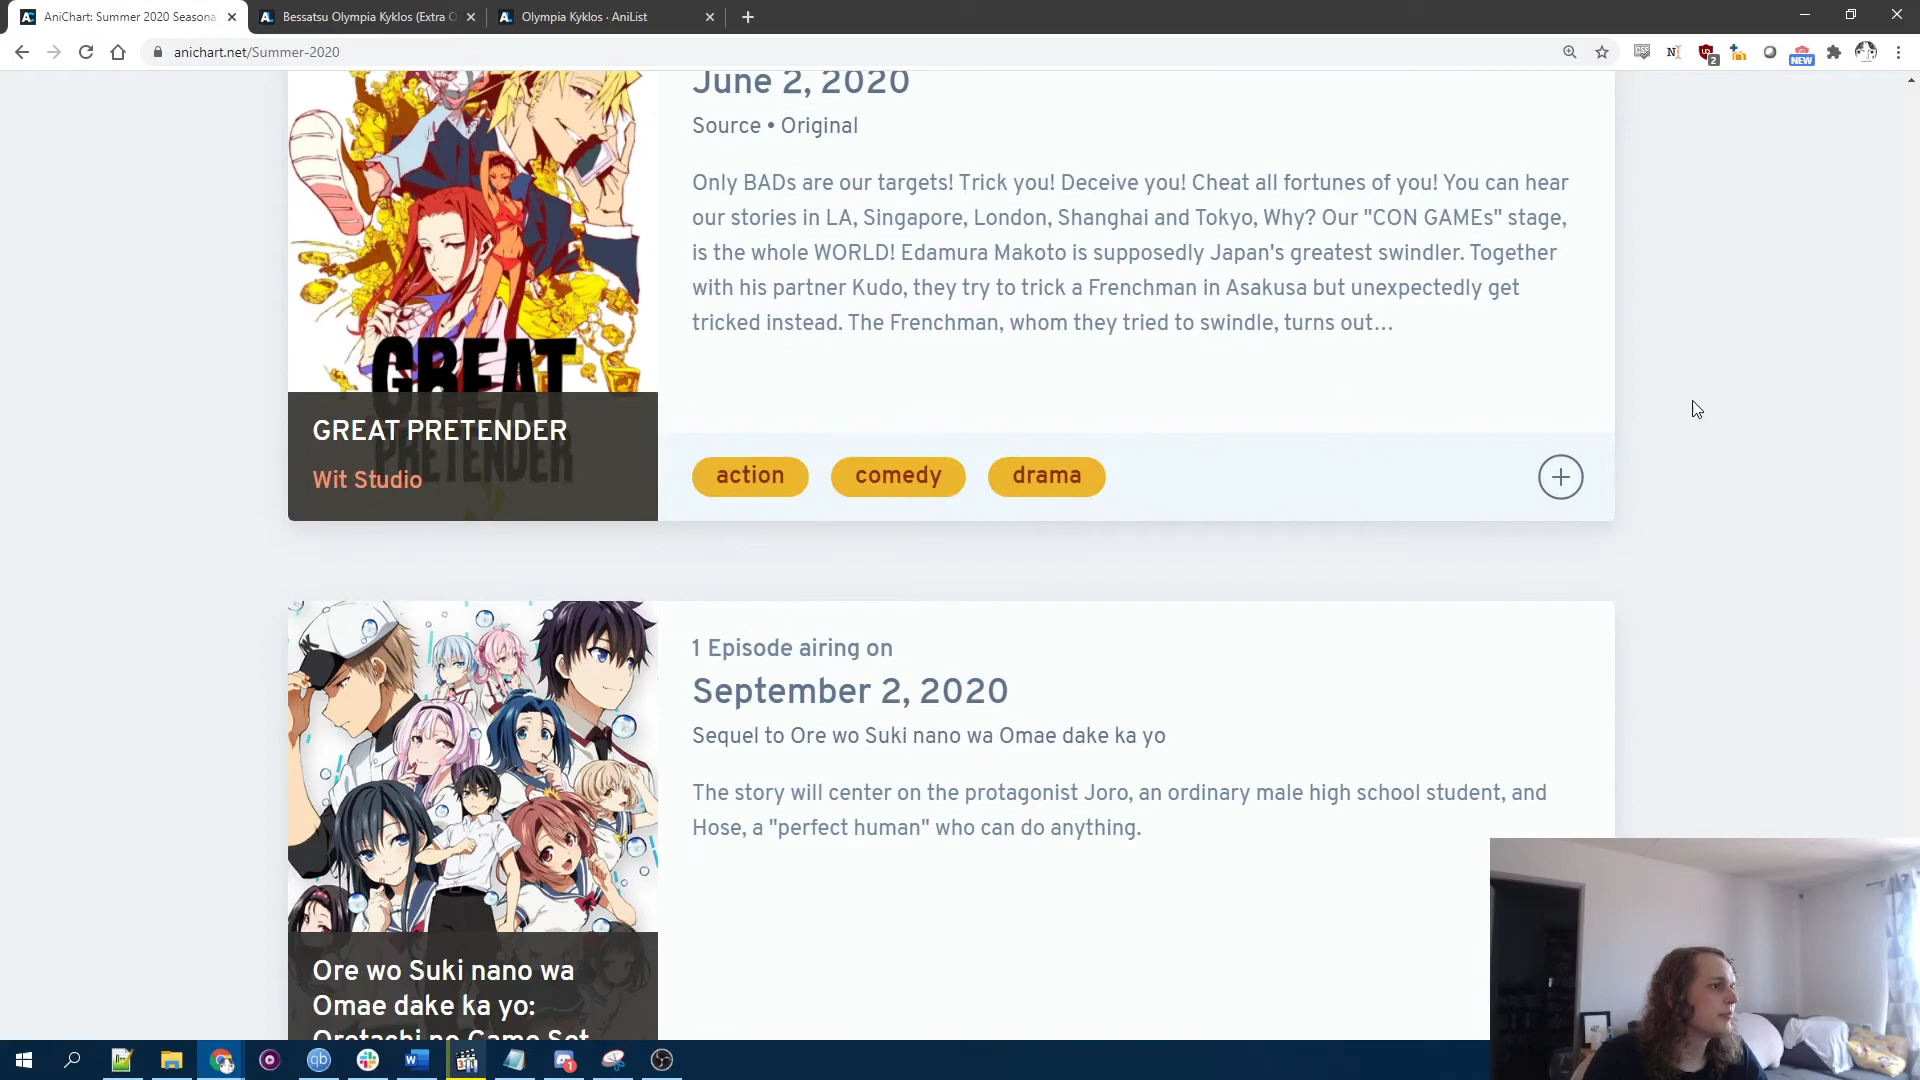 AniChart: Summer 2020 Seasona
Bessatsu Olympia Kyklos (Extra O
Olympia Kyklos · AniList
anichart.net/Summer-2020
2
NEW
June 2, 2020
Source • Original
Only BADs are our targets! Trick you! Deceive you! Cheat all fortunes of you! You can hear
our stories in LA, Singapore, London, Shanghai and Tokyo, Why? Our "CON GAMEs" stage,
is the whole WORLD! Edamura Makoto is supposedly Japan's greatest swindler. Together
with his partner Kudo, they try to trick a Frenchman in Asakusa but unexpectedly get
tricked instead. The Frenchman, whom they tried to swindle, turns out...
GREAT
PRETENDER
GREAT PRETENDER
Wit Studio
action
comedy
drama
1 Episode airing on
September 2, 2020
Sequel to Ore wo Suki nano wa Omae dake ka yo
The story will center on the protagonist Joro, an ordinary male high school student, and
Hose, a "perfect human" who can do anything.
Ore wo Suki nano wa
Omae dake ka yo:
Oretachi no Game Set